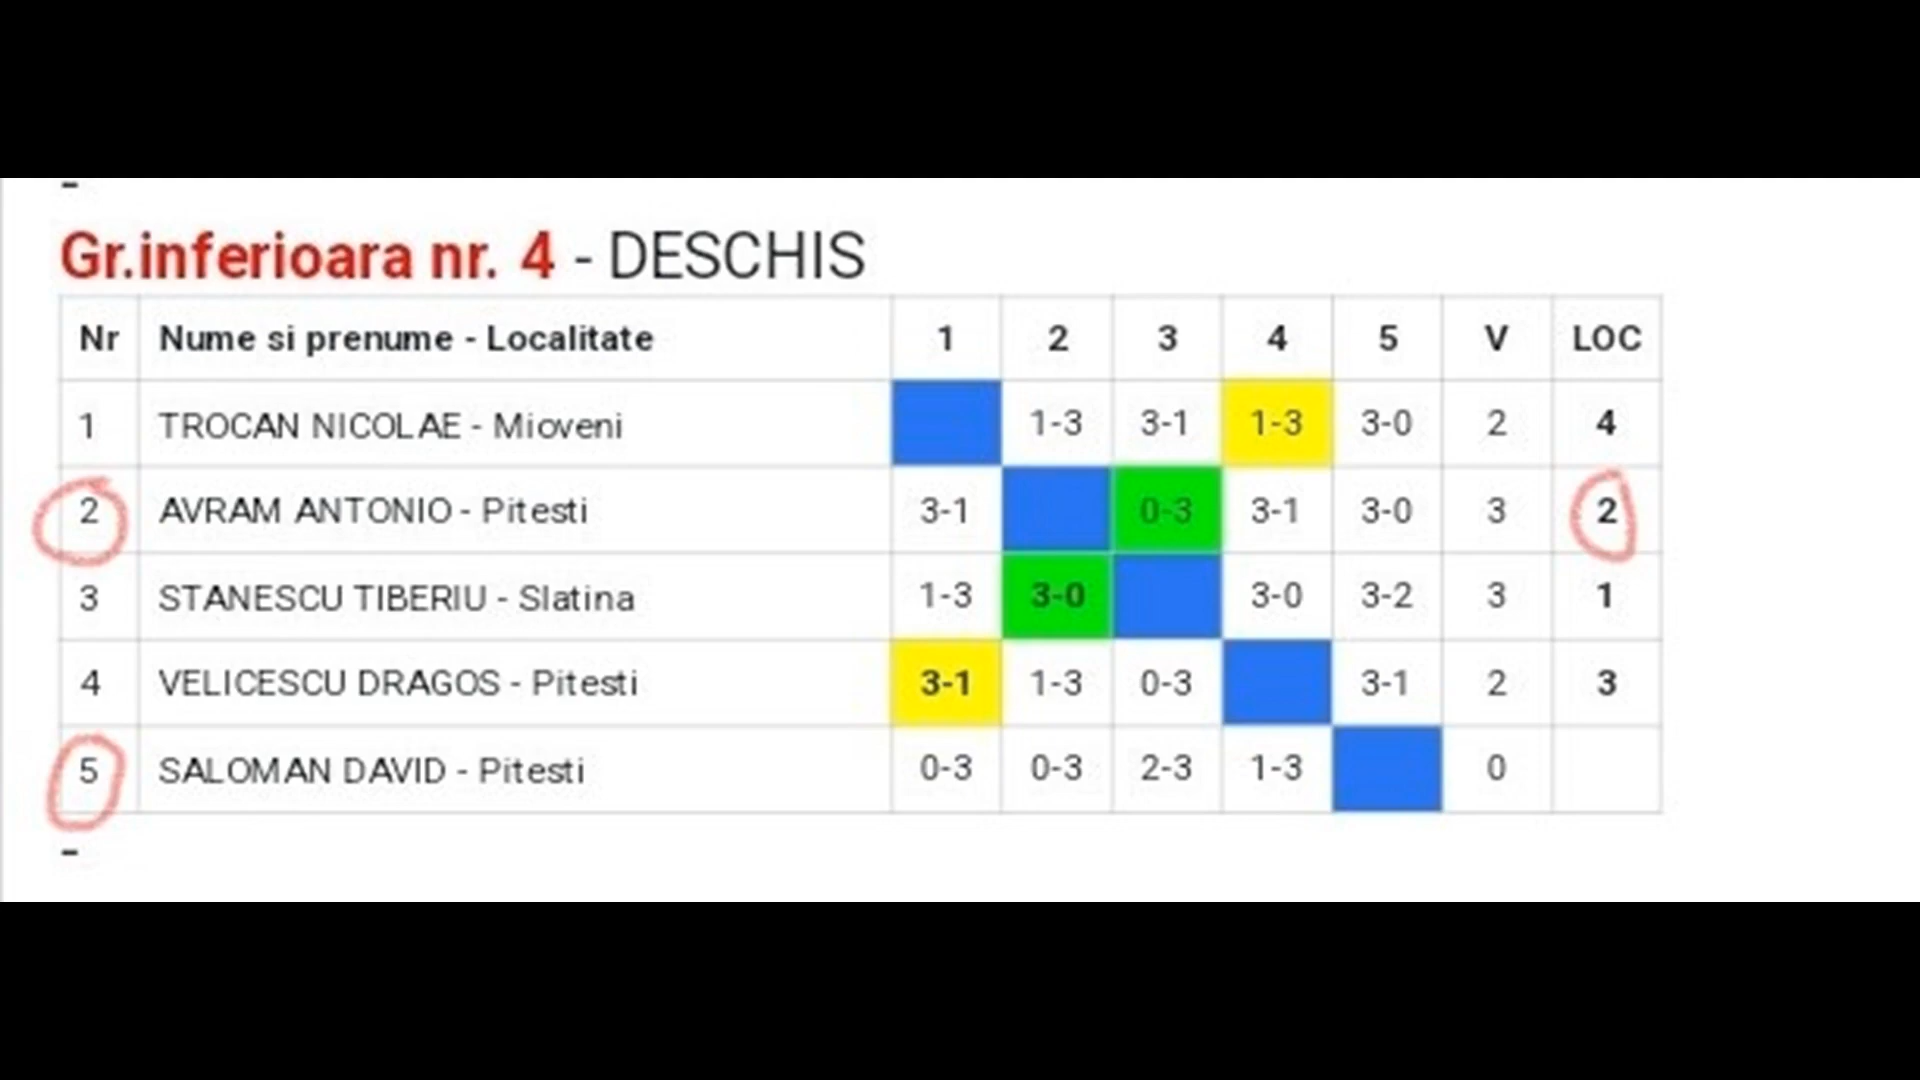 -
Gr.inferioara nr. 4 - DESCHIS
Nr Nume si prenume - Localitate 1 2 3 4 5 V LOC
1 TROCAN NICOLAE - Mioveni 1-3 3-1 1-3 3-0 2 4
2 AVRAM ANTONIO - Pitesti 3-1 0-3 3-1 3-0 3 2
3 STANESCU TIBERIU - Slatina 1-3 3-0 3-0 3-2 3 1
4 VELICESCU DRAGOS - Pitesti 3-1 1-3 0-3 3-1 2 3
5 SALOMAN DAVID - Pitesti 0-3 0-3 2-3 1-3 0
-